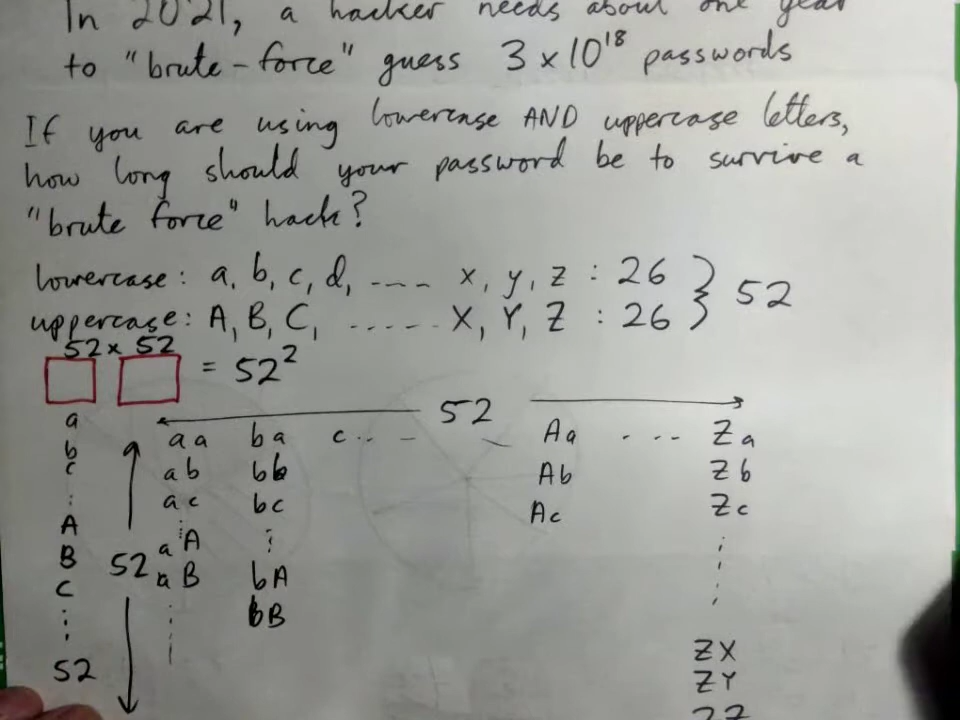 In 2021, a hacker needs about one year
to "brute-force" guess 3 x 10^18 passwords
If you are using lowercase AND uppercase letters,
how long should your password be to survive a
"brute force" hack?
lowercase: a, b, c, d, ---- x, y, z : 26 } 52
uppercase: A, B, C, ..... X, Y, Z : 26
52 x 52
= 52²
52
a aa ba c.. - Aa --- Za
b ab bb Ab Zb
c ac bc Ac Zc
A aA
B 52 aB bA
C bB
52 ZX
ZY
ZZ